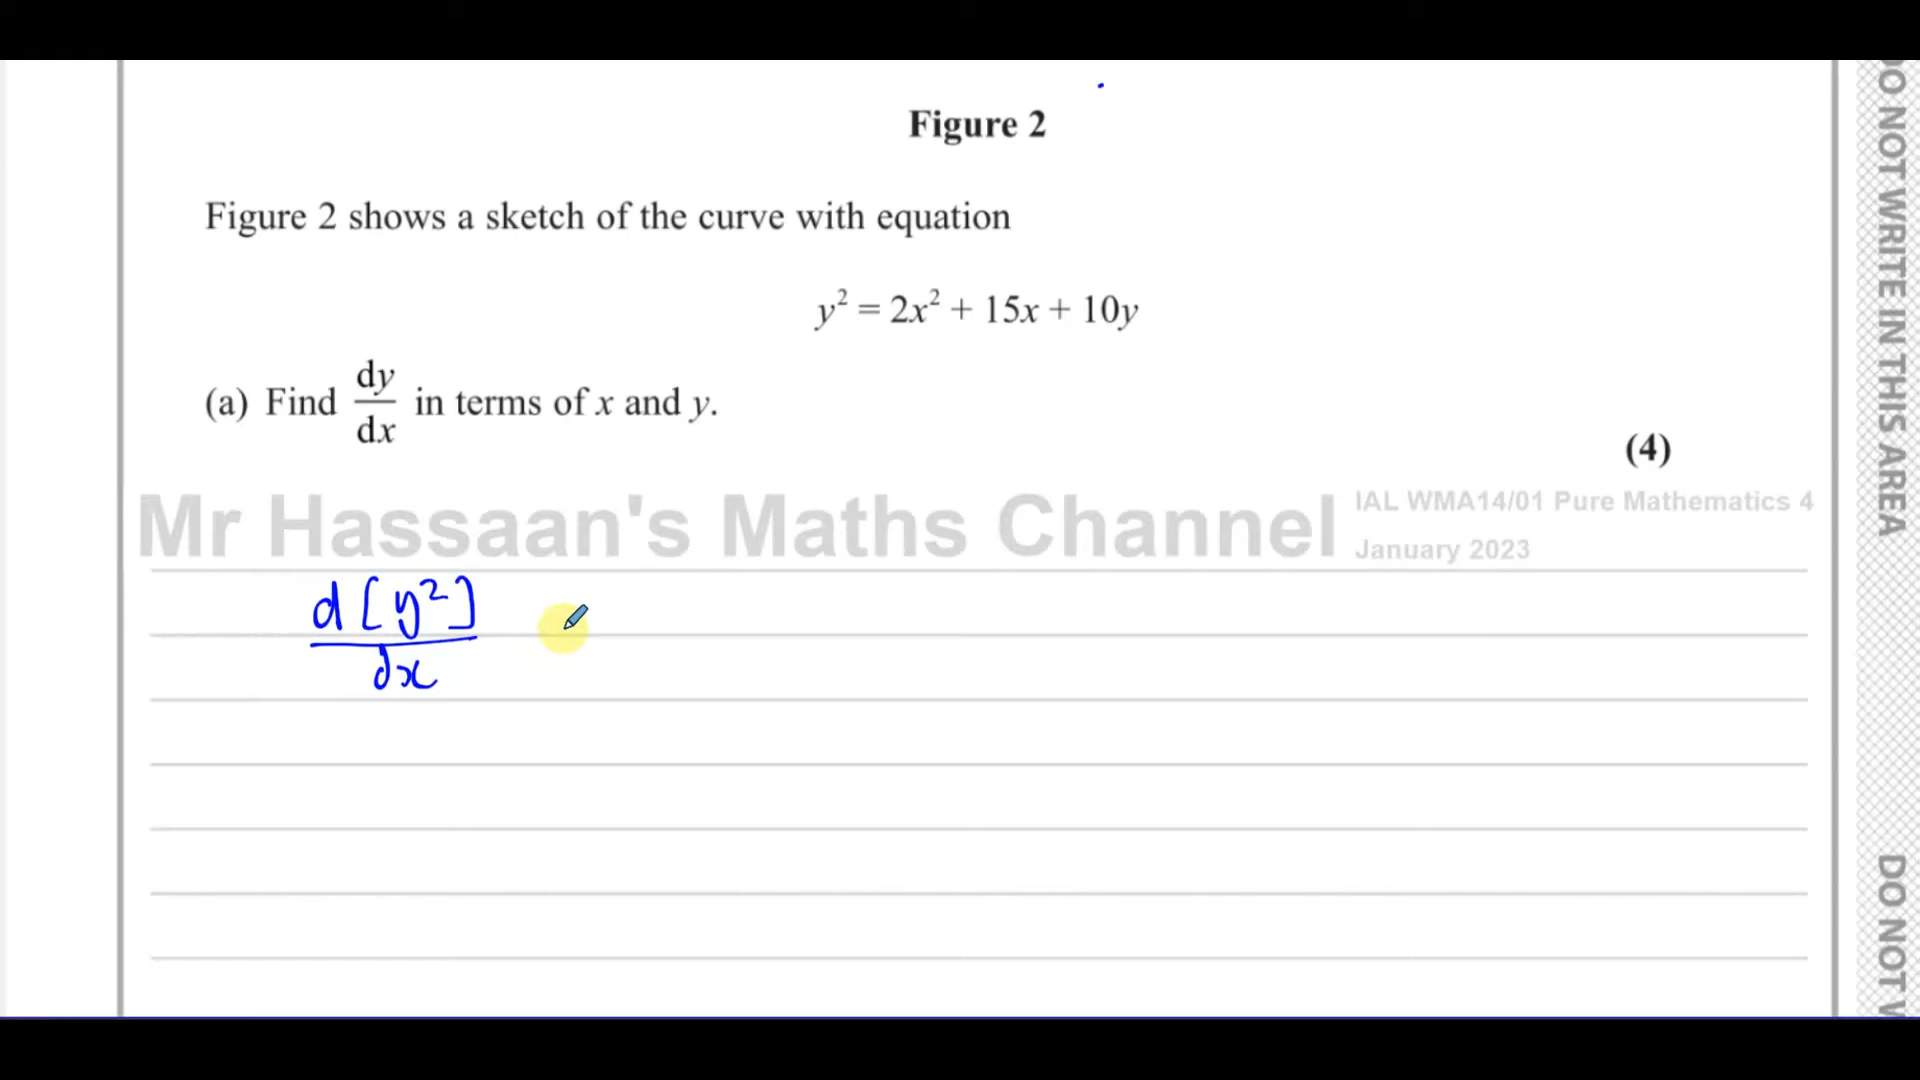 Figure 2
Figure 2 shows a sketch of the curve with equation
y² = 2x² + 15x + 10y
(a) Find dy/dx in terms of x and y.
(4)
Mr Hassaan's Maths Channel
IAL WMA14/01 Pure Mathematics 4
January 2023
d[y²]
dx
DO NOT WRITE IN THIS AREA
DO NOT W